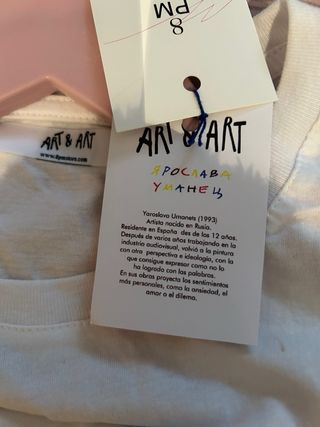 8
PM
ART & ART
www.8pmstore.com
ART & ART
ЯРОСЛАВА
УМАНЕЦ
Yaroslava Umanets (1993)
Artista nacida en Rusia.
Residente en España des de los 12 años.
Después de varios años trabajando en la
industria audiovisual, volvió a la pintura
con otra perspectiva e ideología, con la
que consigue expresar como no lo
ha logrado con las palabras.
En sus obras proyecta los sentimientos
más personales, como la ansiedad, el
amor o el dilema.